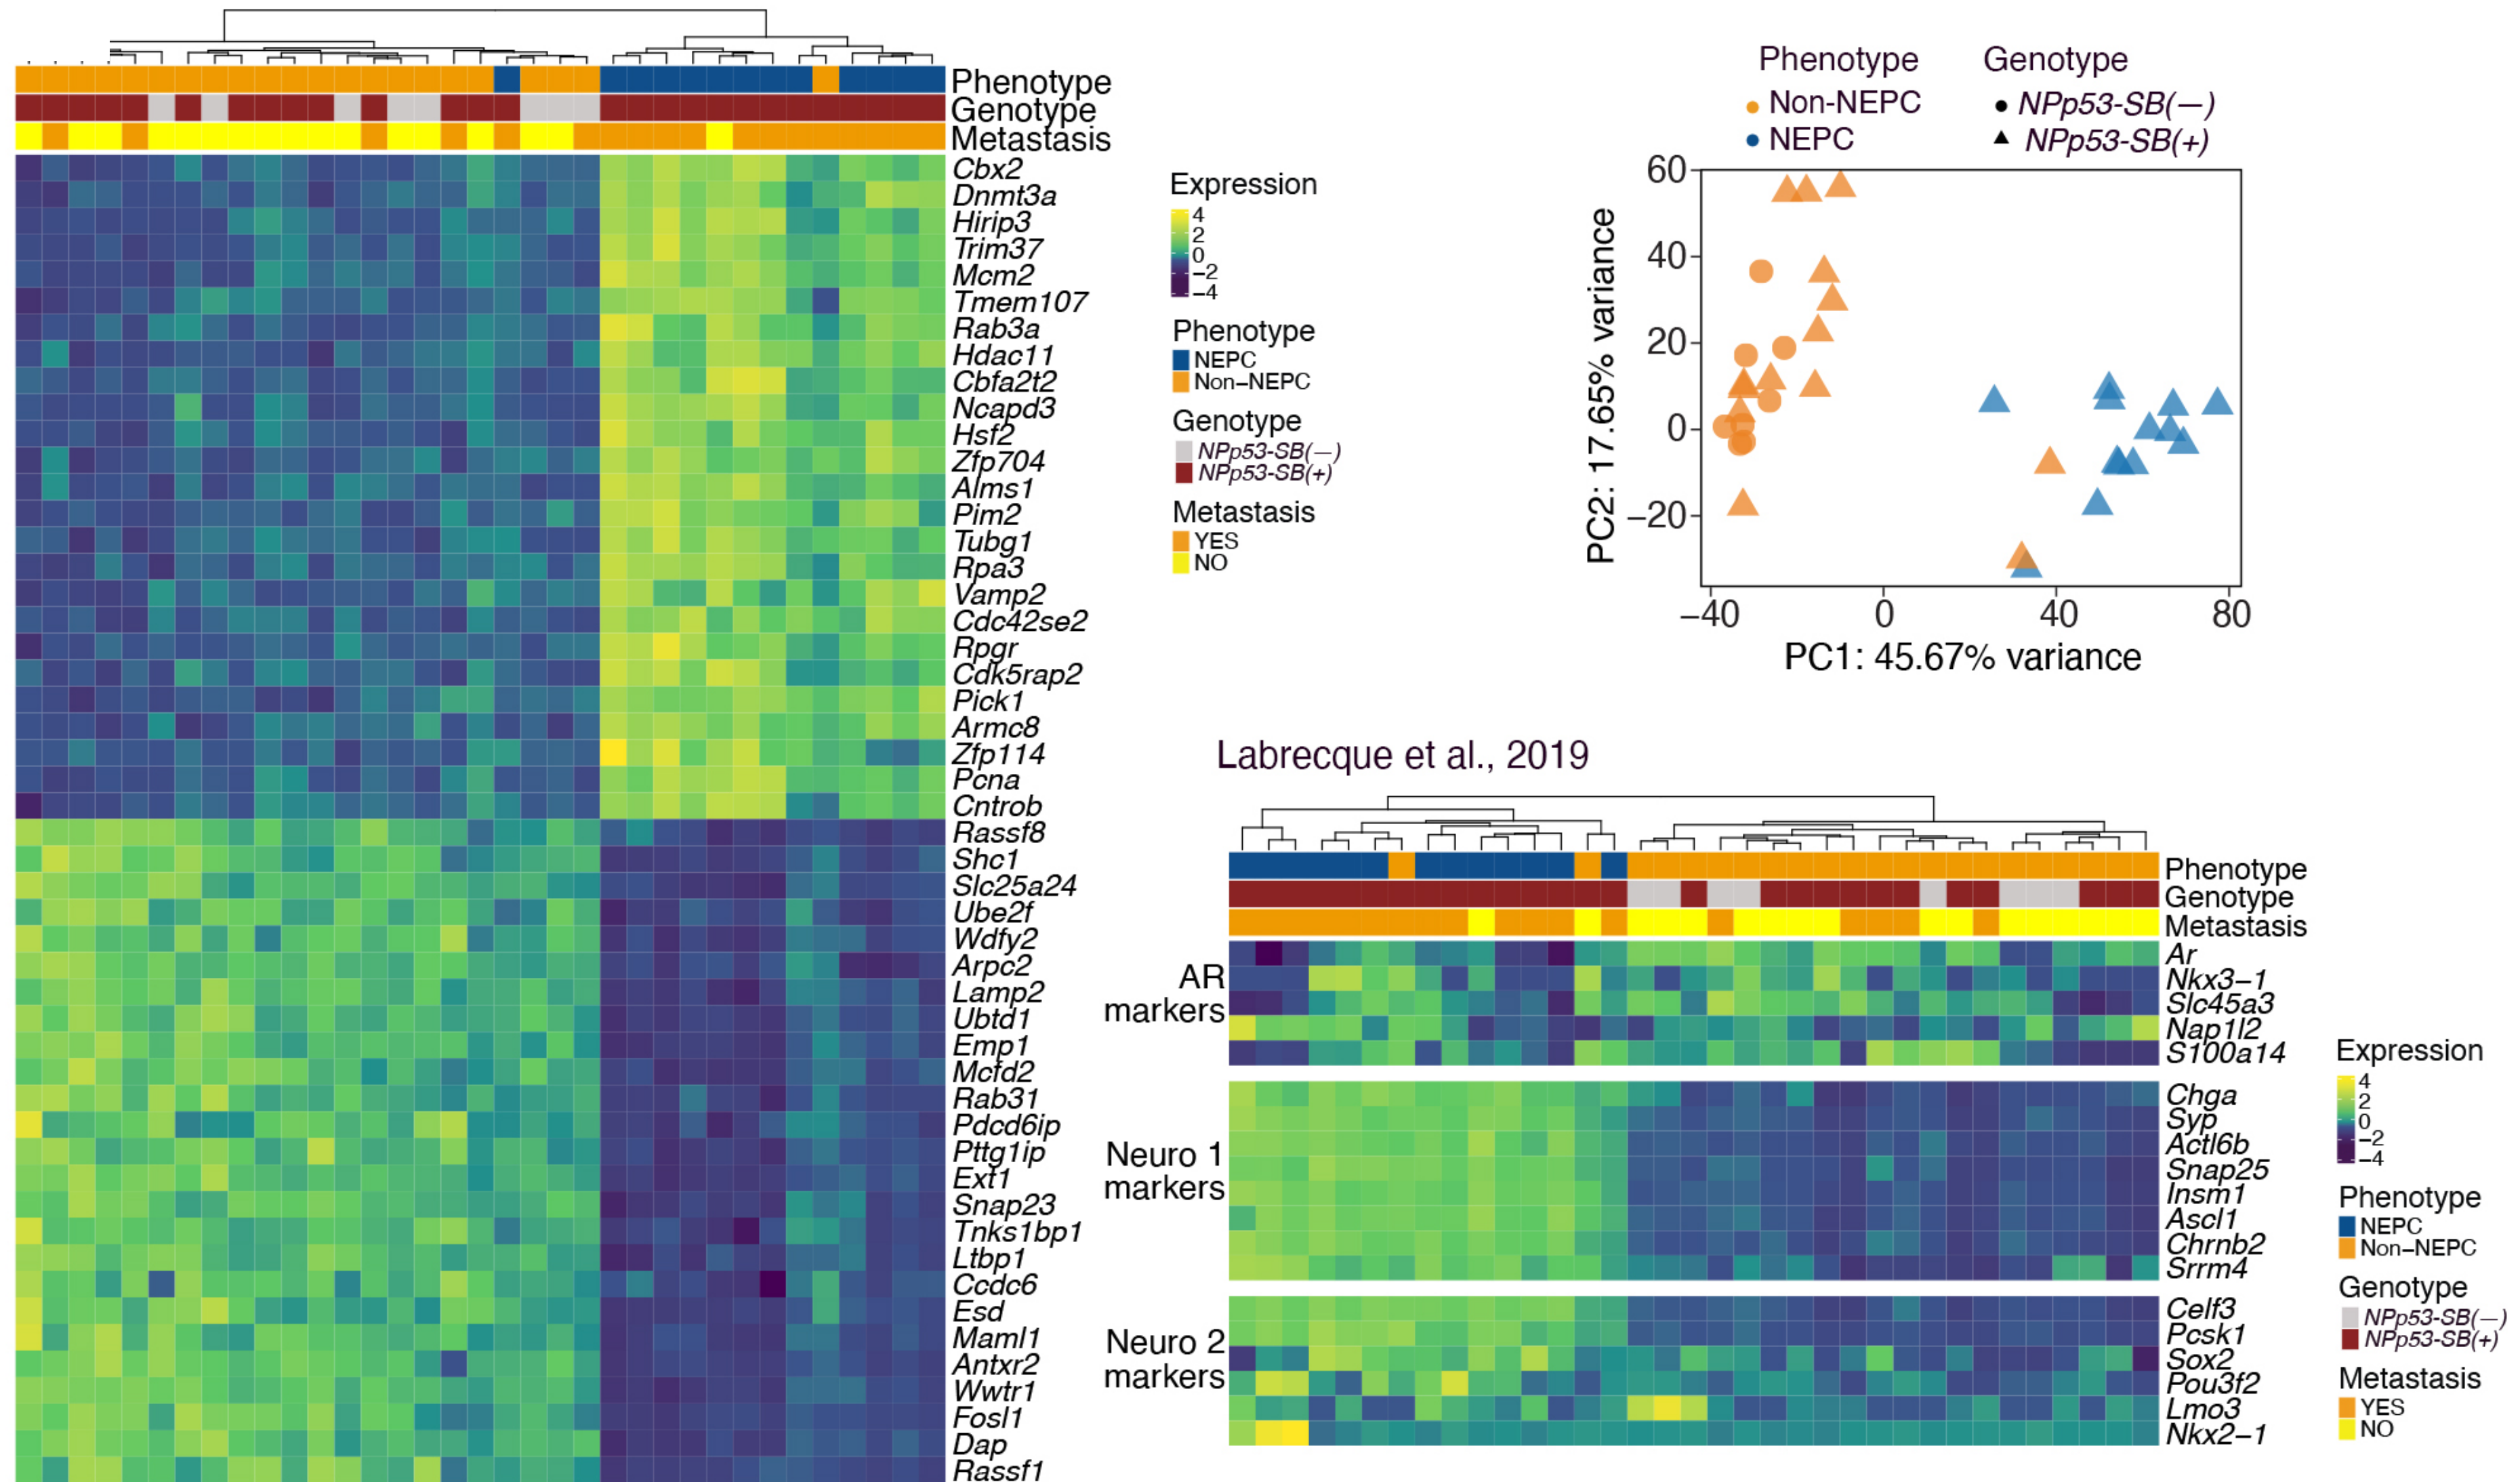 Phenotype
Genotype
Metastasis
Cbx2
Dnmt3a
Hirip3
Trim37
Mcm2
Tmem107
Rab3a
Hdac11
Cbfa2t2
Ncapd3
Hsf2
Zfp704
Alms1
Pim2
Tubg1
Rpa3
Vamp2
Cdc42se2
Rpgr
Cdk5rap2
Pick1
Armc8
Zfp114
Pcna
Cntrob
Rassf8
Shc1
Slc25a24
Ube2f
Wdfy2
Arpc2
Lamp2
Ubtd1
Emp1
Mcfd2
Rab31
Pdcd6ip
Pttg1ip
Ext1
Snap23
Tnks1bp1
Ltbp1
Ccdc6
Esd
Maml1
Antxr2
Wwtr1
Fosl1
Dap
Rassf1
Expression
4
2
0
−2
−4
Phenotype
NEPC
Non−NEPC
Genotype
NPp53-SB(—)
NPp53-SB(+)
Metastasis
YES
NO
Phenotype
Non-NEPC
NEPC
Genotype
NPp53-SB(—)
NPp53-SB(+)
PC2: 17.65% variance
60
40
20
0
−20
−40 0 40 80
PC1: 45.67% variance
Labrecque et al., 2019
Phenotype
Genotype
Metastasis
AR
markers
Ar
Nkx3−1
Slc45a3
Nap1l2
S100a14
Neuro 1
markers
Chga
Syp
Actl6b
Snap25
Insm1
Ascl1
Chrnb2
Srrm4
Neuro 2
markers
Celf3
Pcsk1
Sox2
Pou3f2
Lmo3
Nkx2−1
Expression
4
2
0
−2
−4
Phenotype
NEPC
Non−NEPC
Genotype
NPp53-SB(—)
NPp53-SB(+)
Metastasis
YES
NO